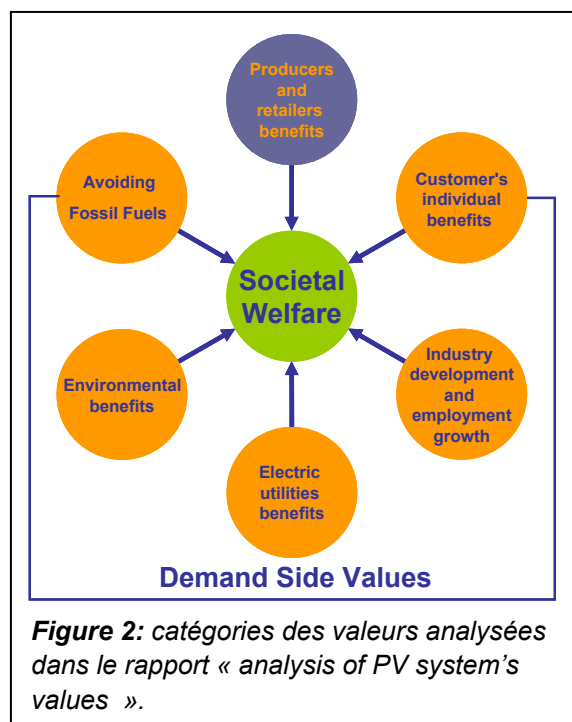 Producers
and
retailers
benefits
Avoiding
Fossil Fuels
Customer's
individual
benefits
Societal
Welfare
Environmental
benefits
Industry
development
and
employment
growth
Electric
utilities
benefits
Demand Side Values
Figure 2: catégories des valeurs analysées
dans le rapport « analysis of PV system's
values ».